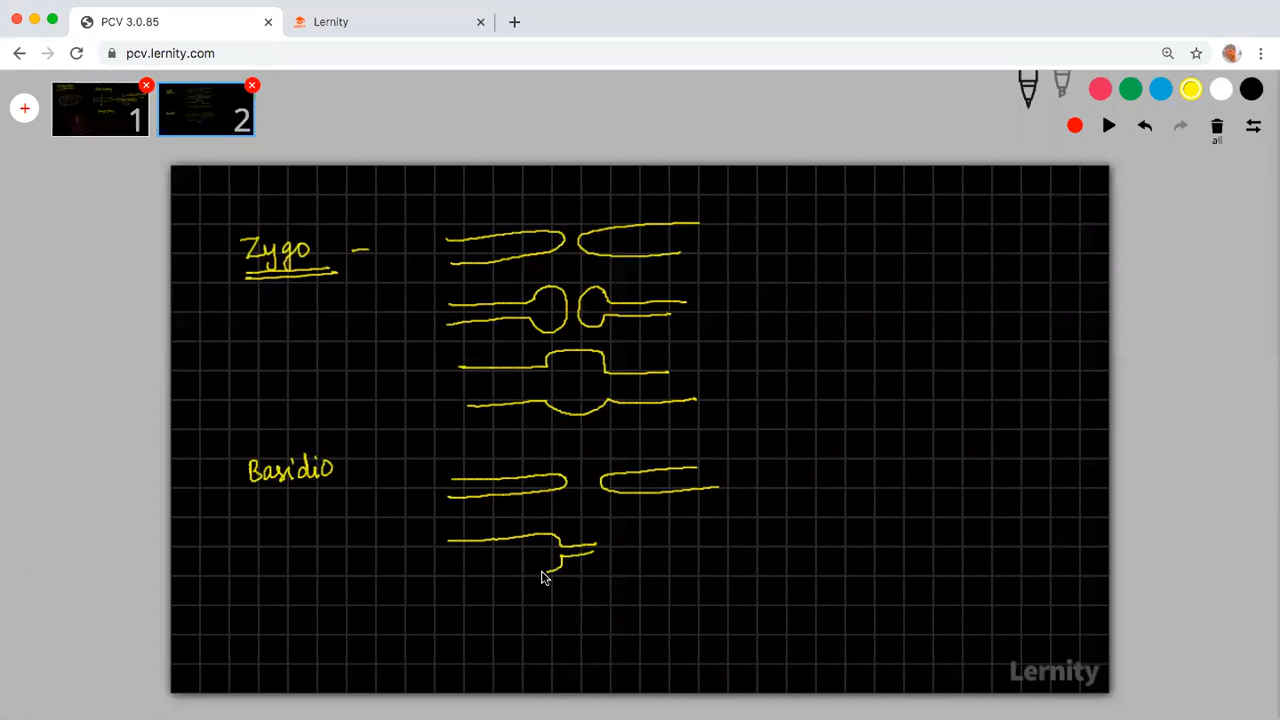 PCV 3.0.85
Lernity
pcv.lernity.com
1
2
all
Zygo -
Basidio
Lernity